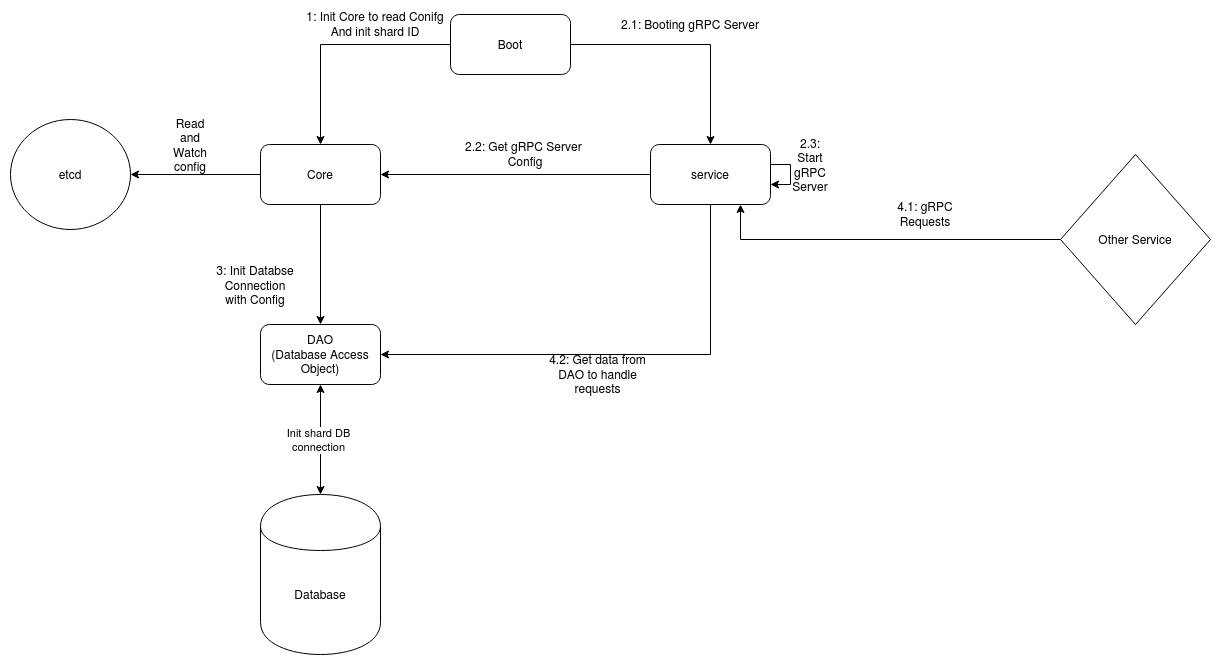 1: Init Core to read Conifg
And init shard ID
Boot
2.1: Booting gRPC Server
Read
and
Watch
config
etcd
Core
2.2: Get gRPC Server
Config
service
2.3:
Start
gRPC
Server
4.1: gRPC
Requests
Other Service
3: Init Databse
Connection
with Config
DAO
(Database Access
Object)
4.2: Get data from
DAO to handle
requests
Init shard DB
connection
Database